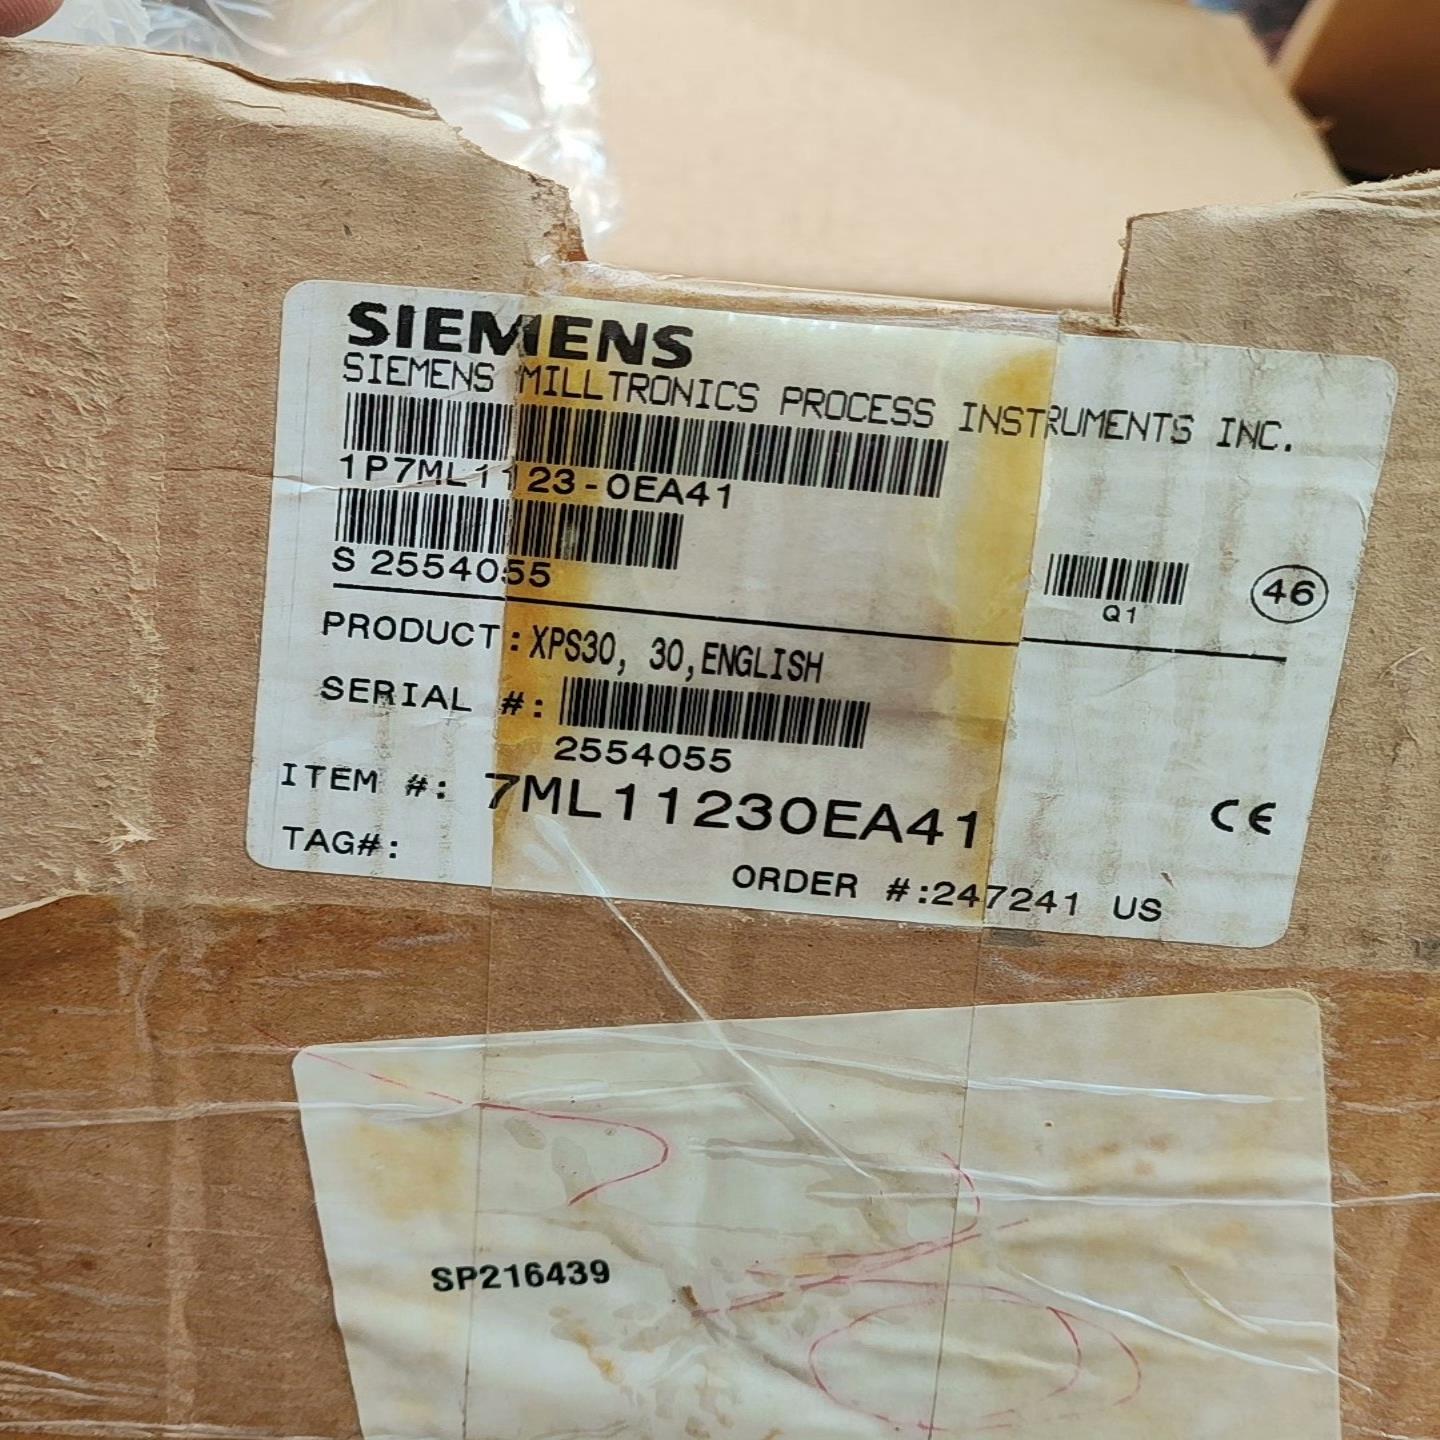 SIEMENS
SIEMENS MILLTRONICS PROCESS INSTRUMENTS INC.
1P7ML1123-0EA41
S 2554055
Q1
46
PRODUCT: XPS30, 30,ENGLISH
SERIAL #:
2554055
ITEM #: 7ML11230EA41
CE
TAG#:
ORDER #:247241 US
SP216439